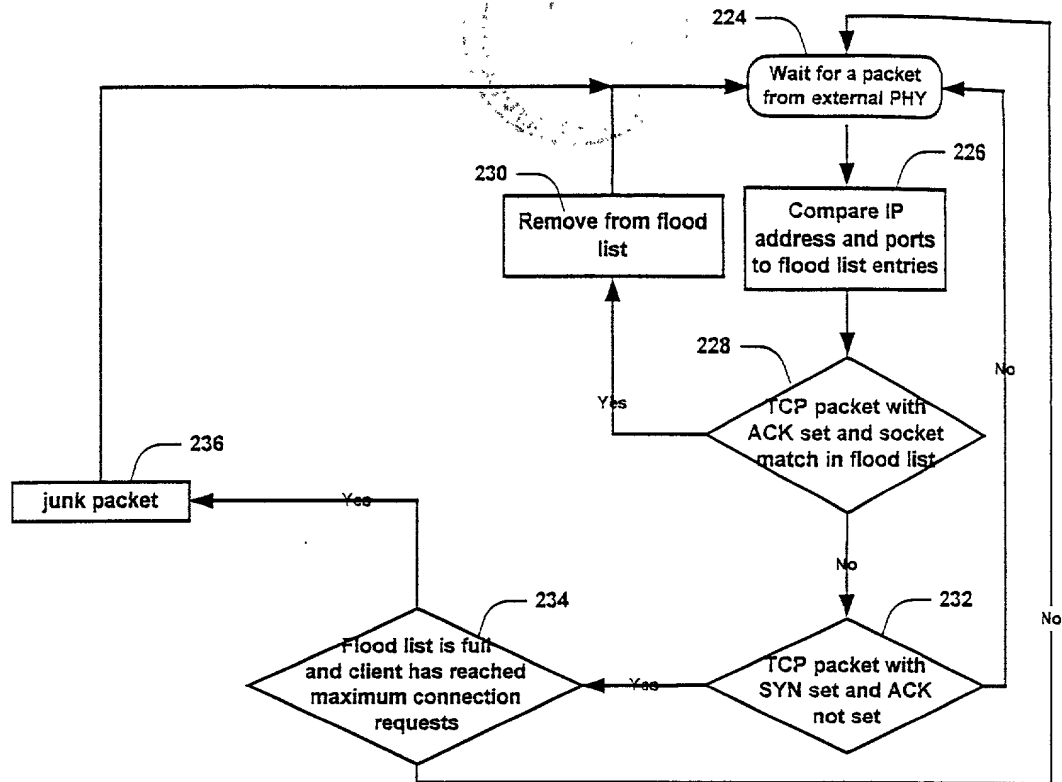 224
Wait for a packet
from external PHY
226
230
Compare IP
address and ports
to flood list entries
Remove from flood
list
228
No
Yes
TCP packet with
ACK set and socket
match in flood list
236
junk packet
Yes
No
234
232
No
Flood list is full
and client has reached
maximum connection
requests
Yes
TCP packet with
SYN set and ACK
not set